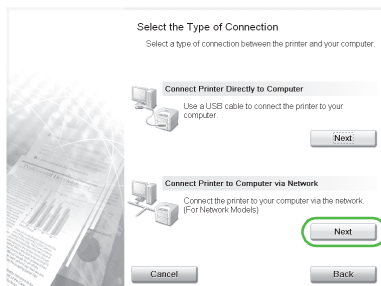 Select the Type of Connection
Select a type of connection between the printer and your computer.
Connect Printer Directly to Computer
Use a USB cable to connect the printer to your
computer.
Next
Connect Printer to Computer via Network
Connect the printer to your computer via the network.
(For Network Models)
Next
Cancel
Back